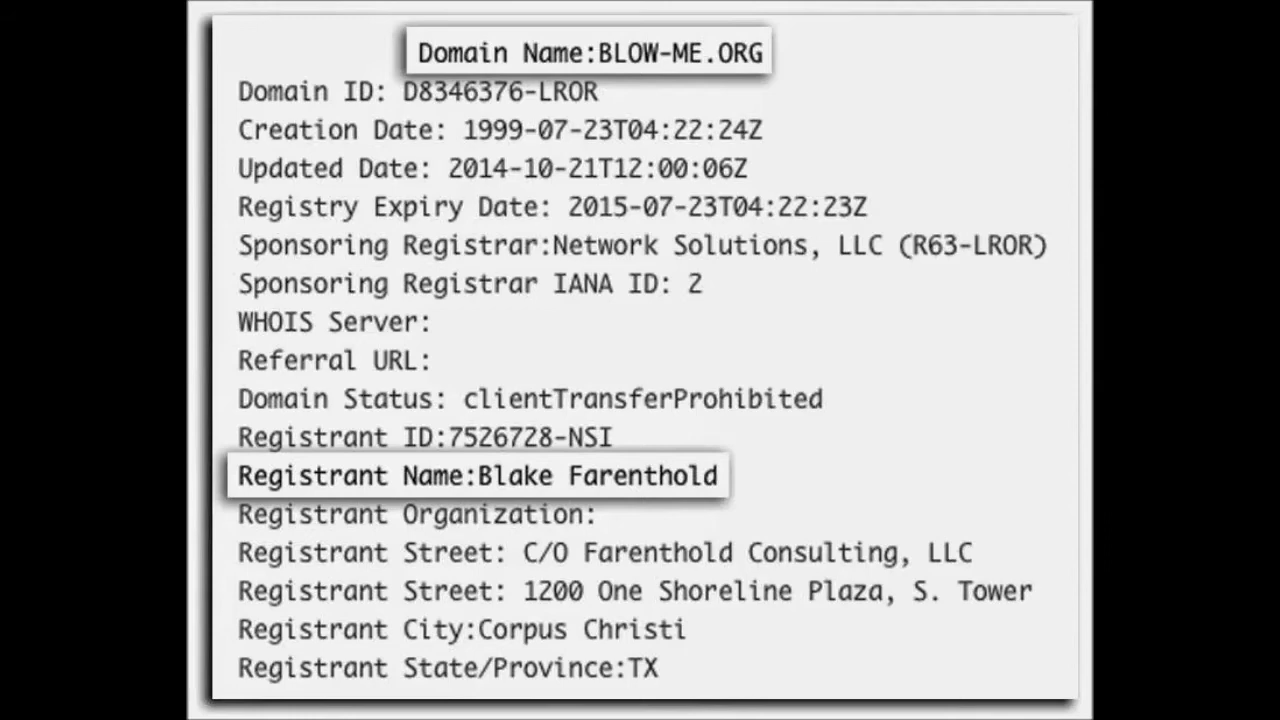 Domain Name:BLOW-ME.ORG
Domain ID: D8346376-LROR
Creation Date: 1999-07-23T04:22:24Z
Updated Date: 2014-10-21T12:00:06Z
Registry Expiry Date: 2015-07-23T04:22:23Z
Sponsoring Registrar:Network Solutions, LLC (R63-LROR)
Sponsoring Registrar IANA ID: 2
WHOIS Server:
Referral URL:
Domain Status: clientTransferProhibited
Registrant ID:7526728-NSI
Registrant Name:Blake Farenthold
Registrant Organization:
Registrant Street: C/O Farenthold Consulting, LLC
Registrant Street: 1200 One Shoreline Plaza, S. Tower
Registrant City:Corpus Christi
Registrant State/Province:TX